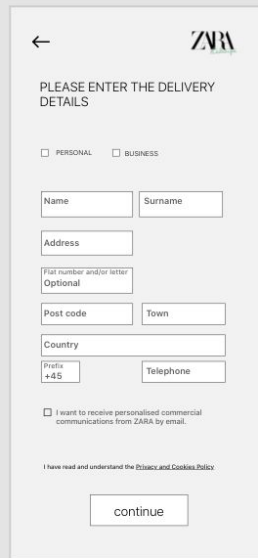 ZARA
PLEASE ENTER THE DELIVERY
DETAILS
PERSONAL BUSINESS
Name Surname
Address
Flat number and/or letter
Optional
Post code Town
Country
Prefix
+45 Telephone
I want to receive personalised commercial
communications from ZARA by email.
I have read and understand the Privacy and Cookies Policy
continue